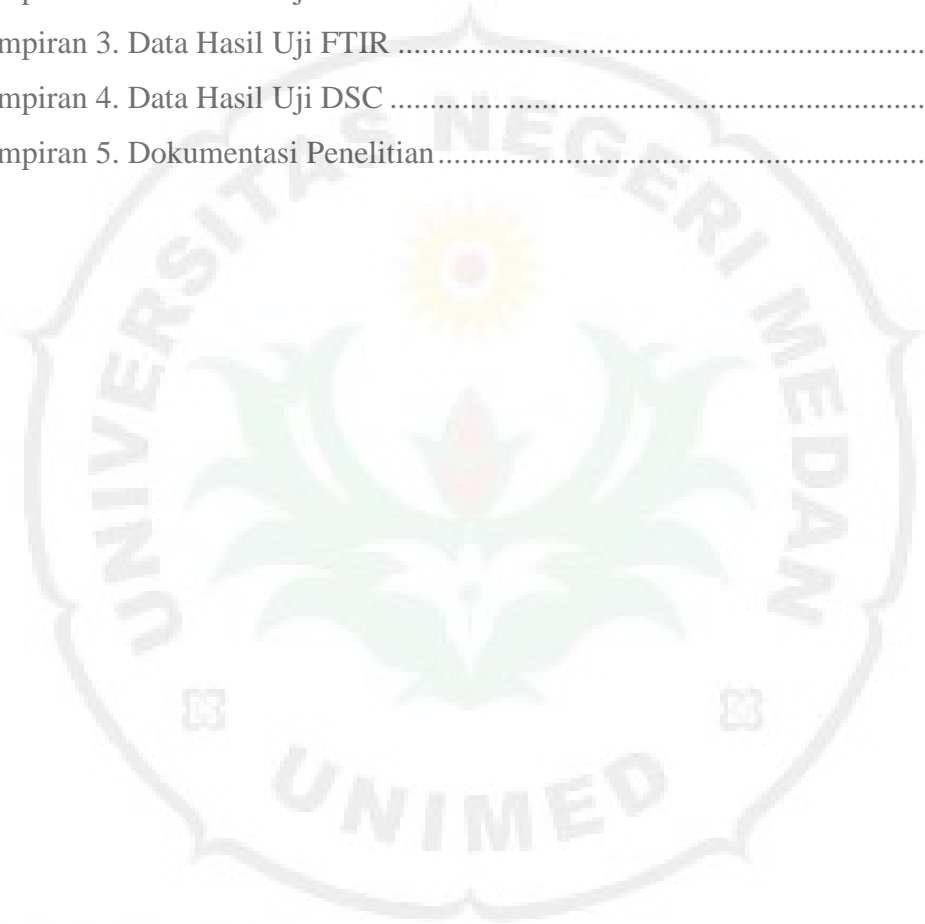 mpiran 3. Data Hasil Uji FTIR ....................................................................
mpiran 4. Data Hasil Uji DSC .....................................................................
mpiran 5. Dokumentasi Penelitian ...............................................................
UNIVERSITAS NEGERI MEDAN
UNIMED